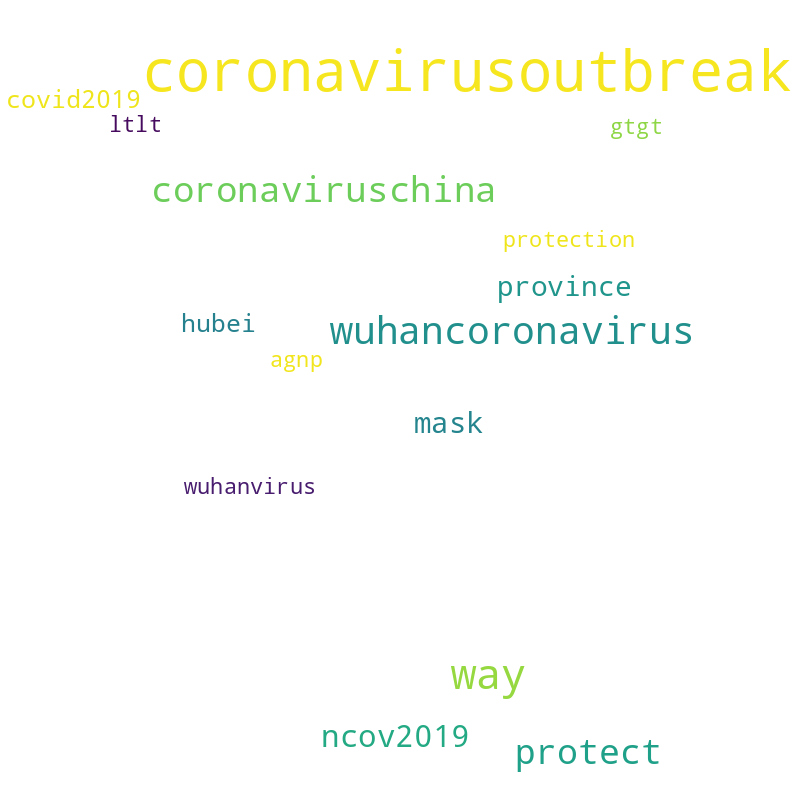 coronavirusoutbreak
covid2019
ltlt
gtgt
coronaviruschina
protection
province
hubei
wuhancoronavirus
agnp
mask
wuhanvirus
way
ncov2019
protect